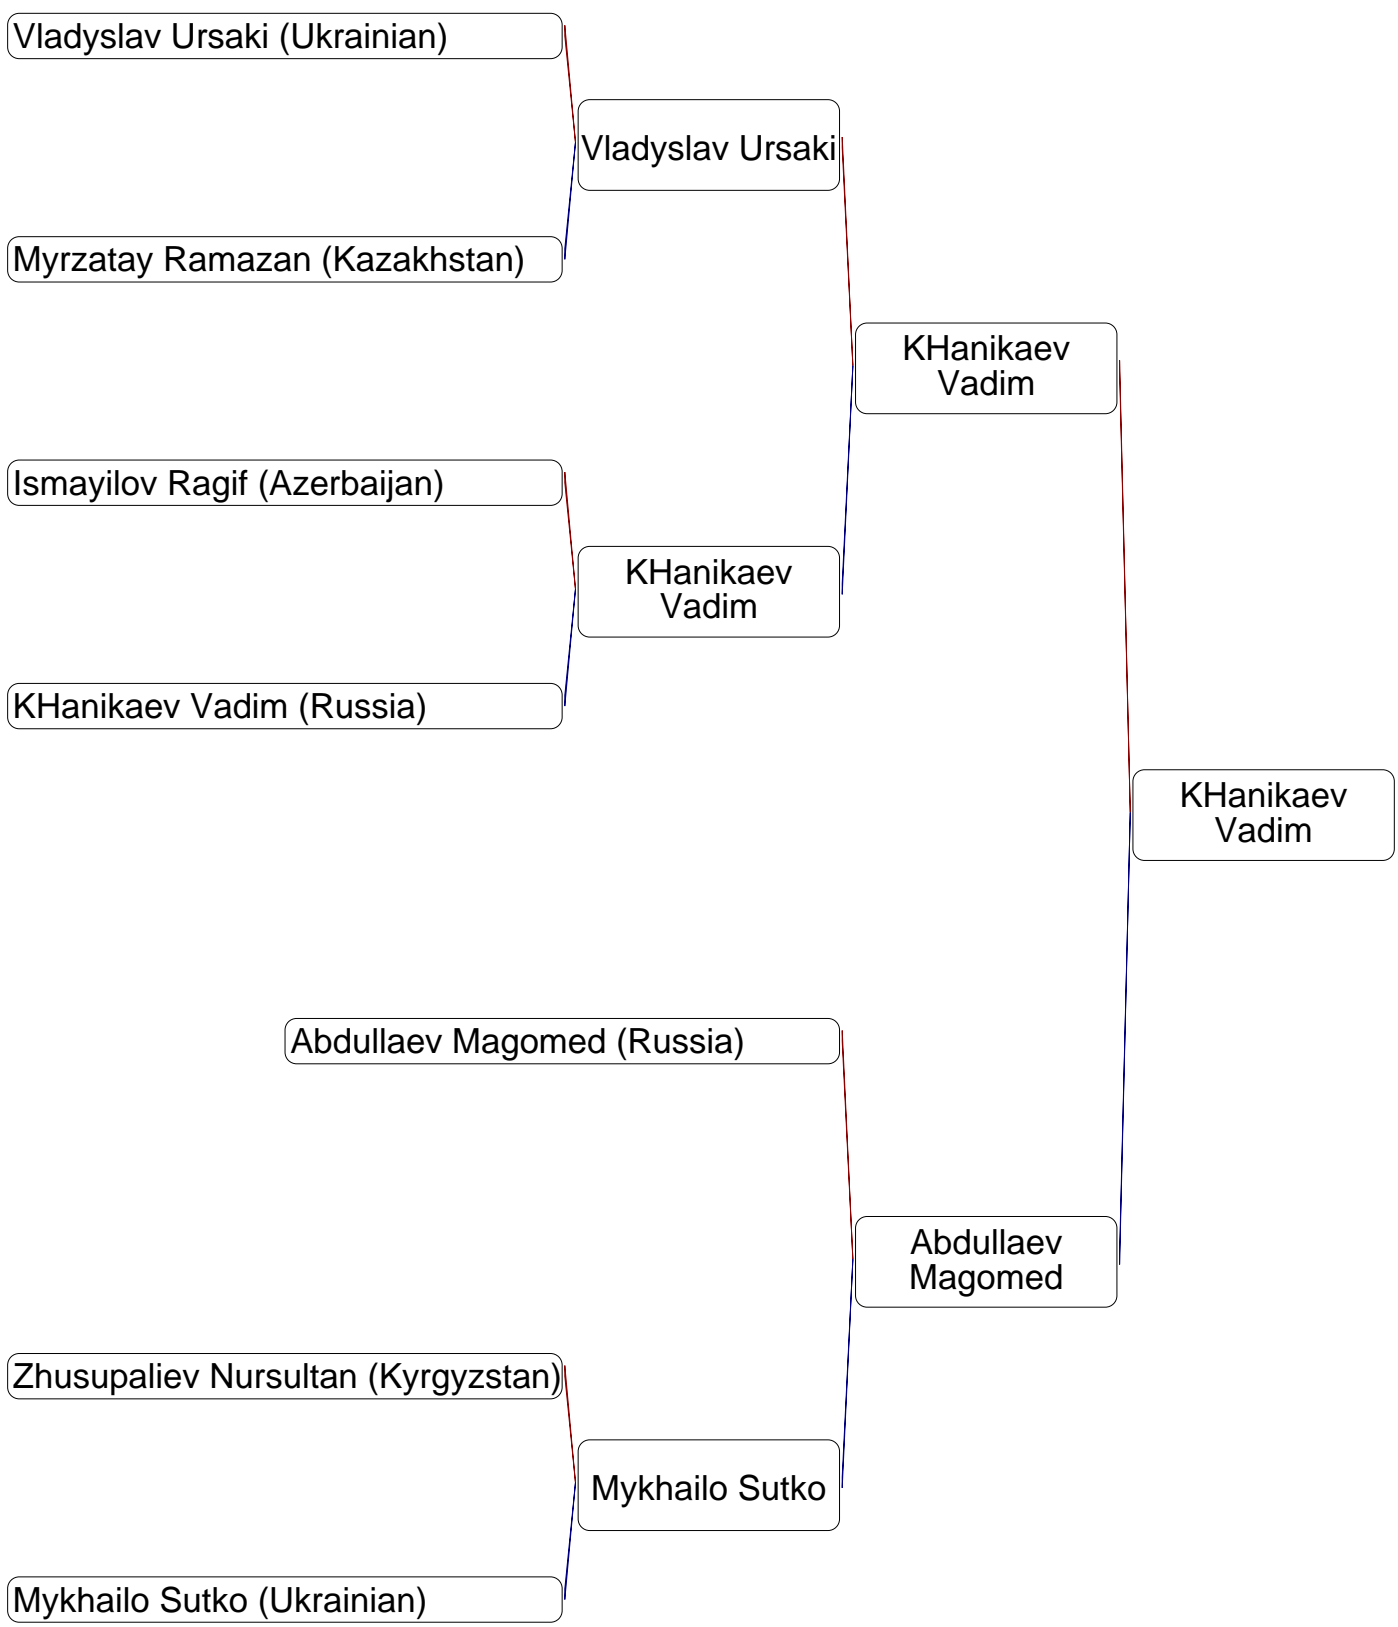 Vladyslav Ursaki (Ukrainian)
Vladyslav Ursaki
Myrzatay Ramazan (Kazakhstan)
KHanikaev
Vadim
Ismayilov Ragif (Azerbaijan)
KHanikaev
Vadim
KHanikaev Vadim (Russia)
KHanikaev
Vadim
Abdullaev Magomed (Russia)
Abdullaev
Magomed
Zhusupaliev Nursultan (Kyrgyzstan)
Mykhailo Sutko
Mykhailo Sutko (Ukrainian)